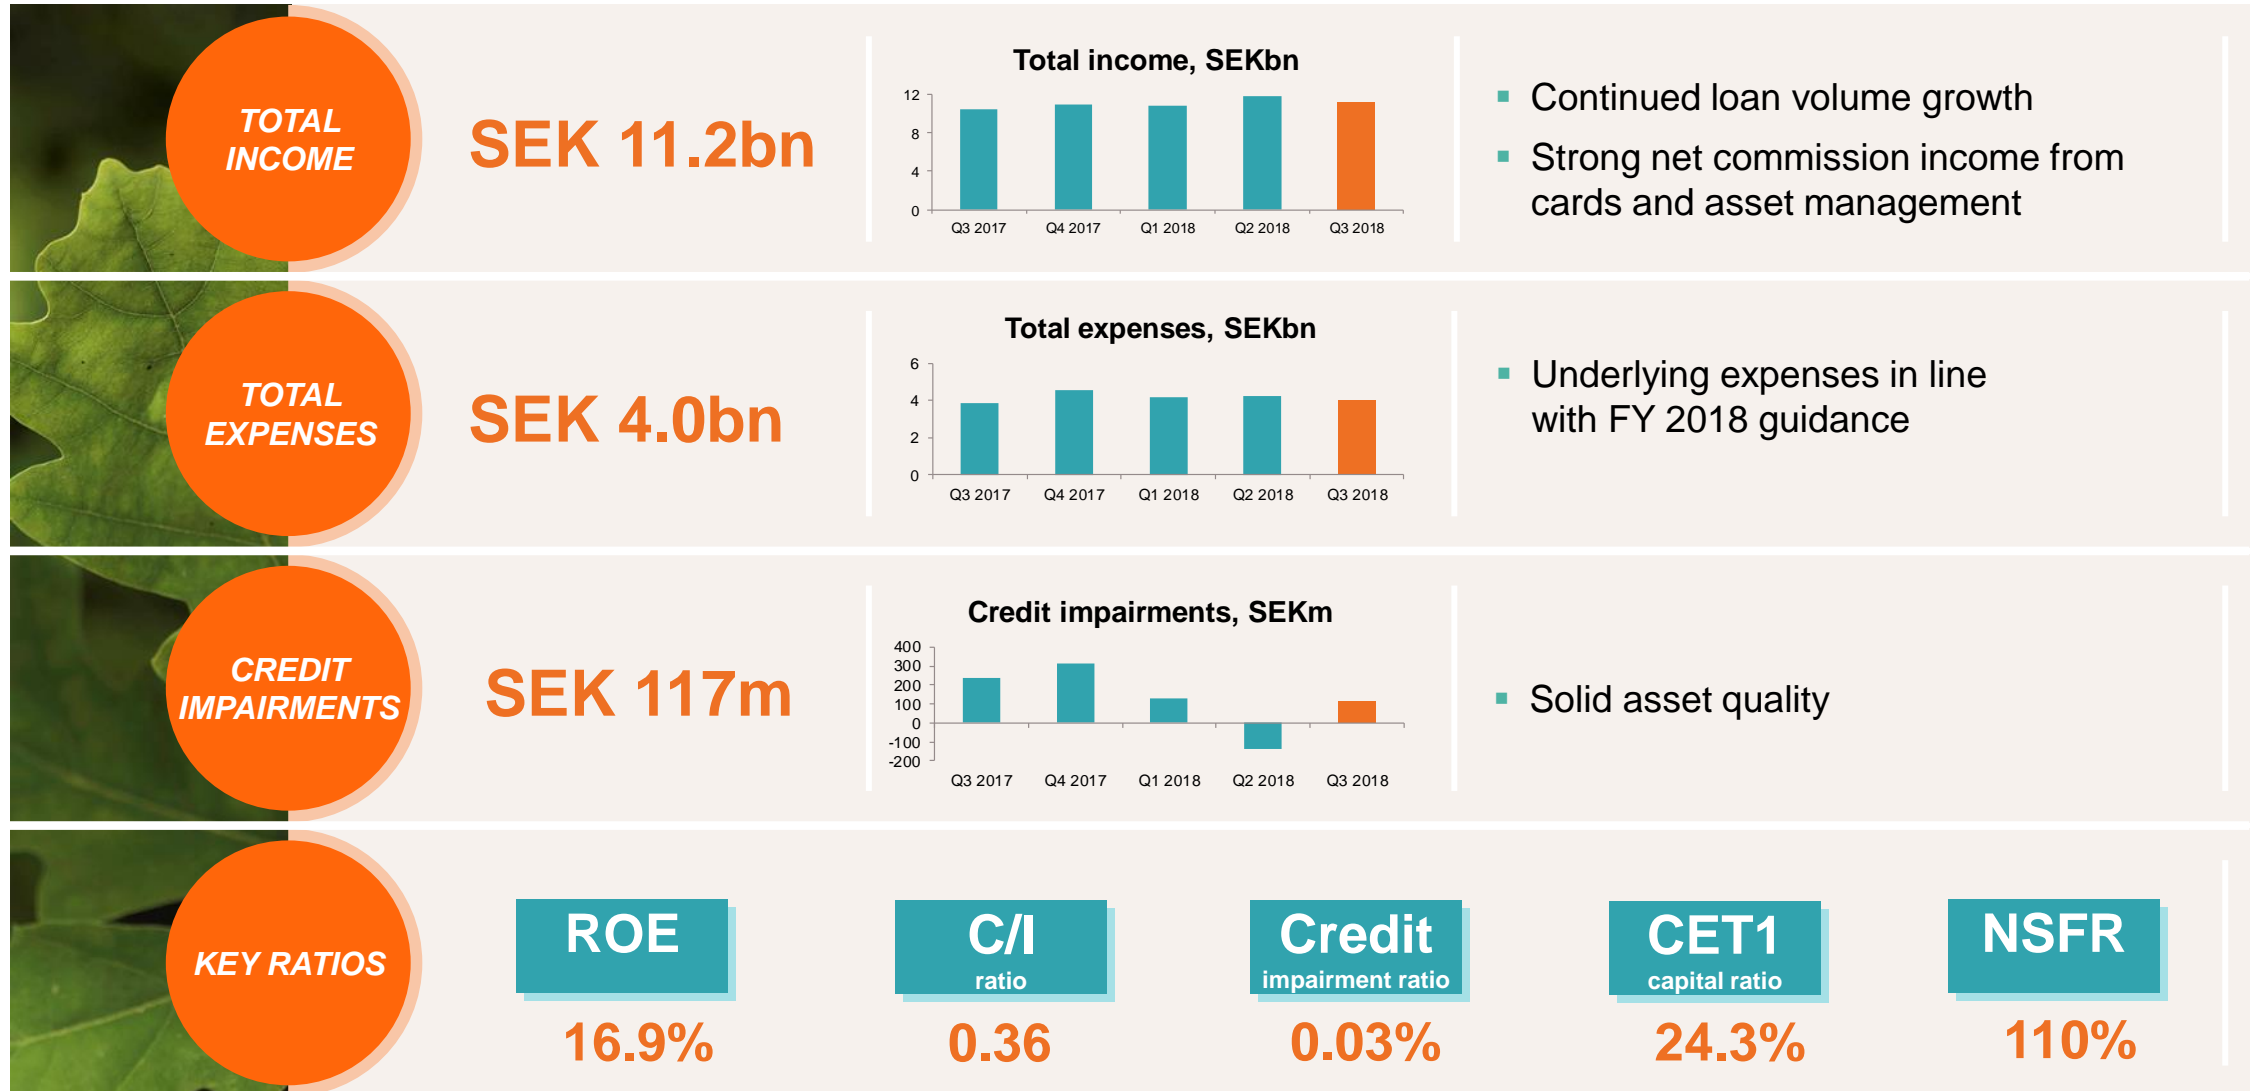 TOTAL
INCOME
SEK 11.2bn
Total income, SEKbn
12
8
4
0
Q3 2017 Q4 2017 Q1 2018 Q2 2018 Q3 2018
Continued loan volume growth
Strong net commission income from
cards and asset management
TOTAL
EXPENSES
SEK 4.0bn
Total expenses, SEKbn
6
4
2
0
Q3 2017 Q4 2017 Q1 2018 Q2 2018 Q3 2018
Underlying expenses in line
with FY 2018 guidance
CREDIT
IMPAIRMENTS
SEK 117m
Credit impairments, SEKm
400
300
200
100
0
-100
-200
Q3 2017 Q4 2017 Q1 2018 Q2 2018 Q3 2018
Solid asset quality
KEY RATIOS
ROE
16.9%
C/I
ratio
0.36
Credit
impairment ratio
0.03%
CET1
capital ratio
24.3%
NSFR
110%